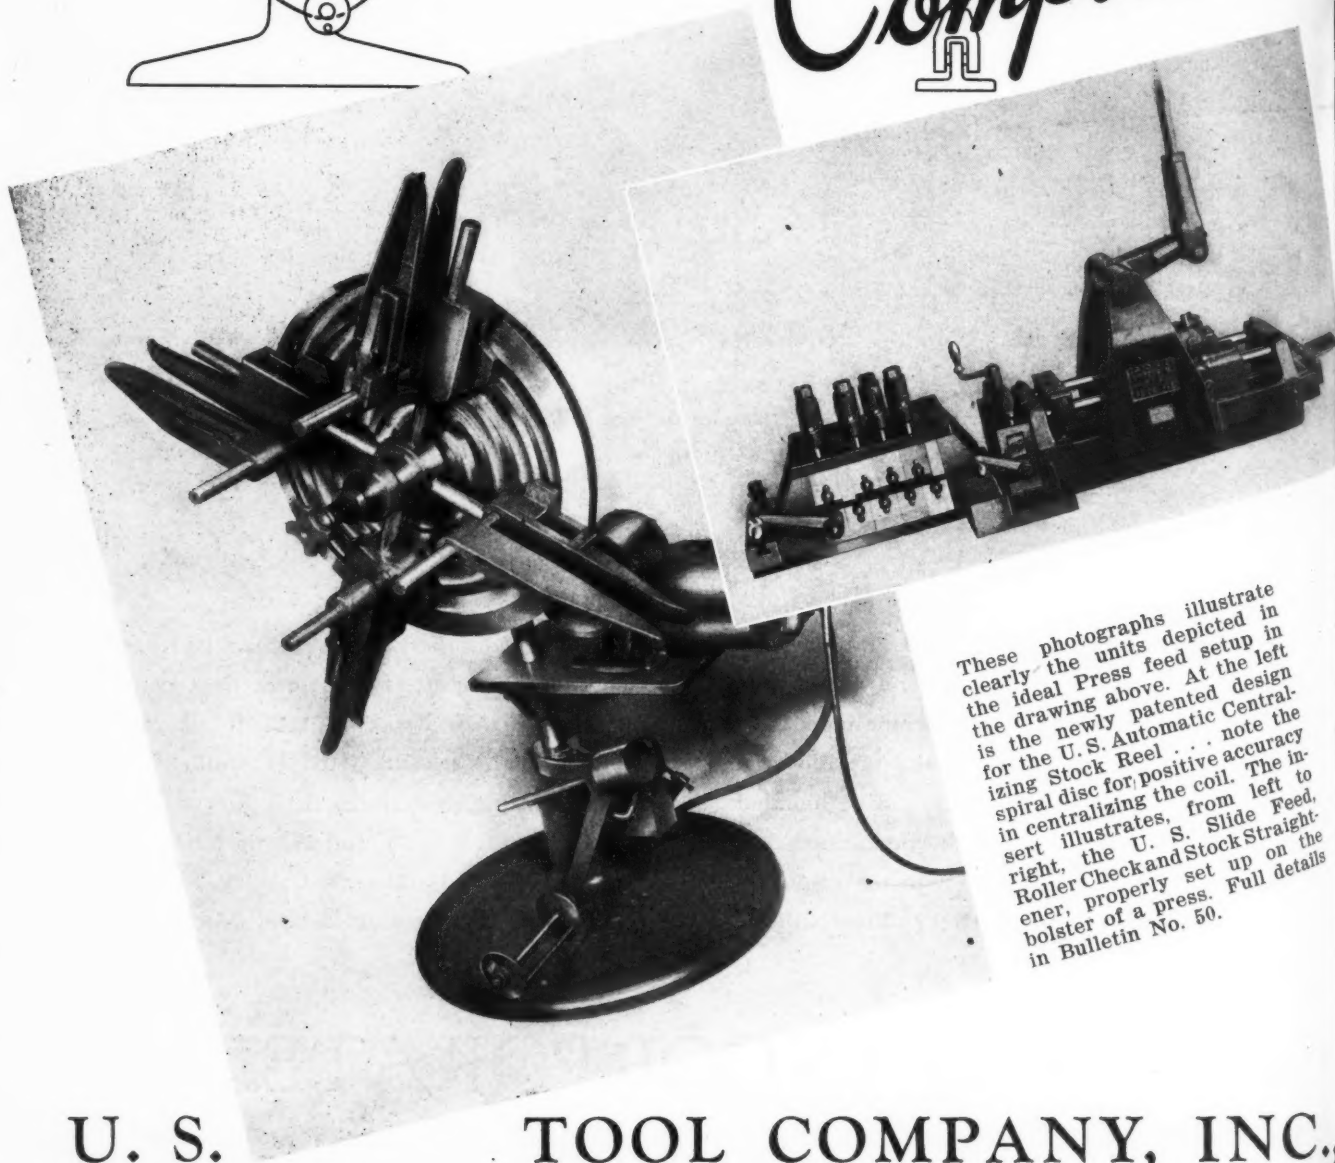 These photographs illustrate
clearly the units depicted in
the ideal Press feed setup in
the drawing above. At the left
is the newly patented design
for the U. S. Automatic Central-
izing Stock Reel . . . note the
spiral disc for positive accuracy
in centralizing the coil. The in-
sert illustrates, from left to
right, the U. S. Slide Feed,
Roller Check and Stock Straight-
ener, properly set up on the
bolster of a press. Full details
in Bulletin No. 50.
U. S. TOOL COMPANY, INC.,